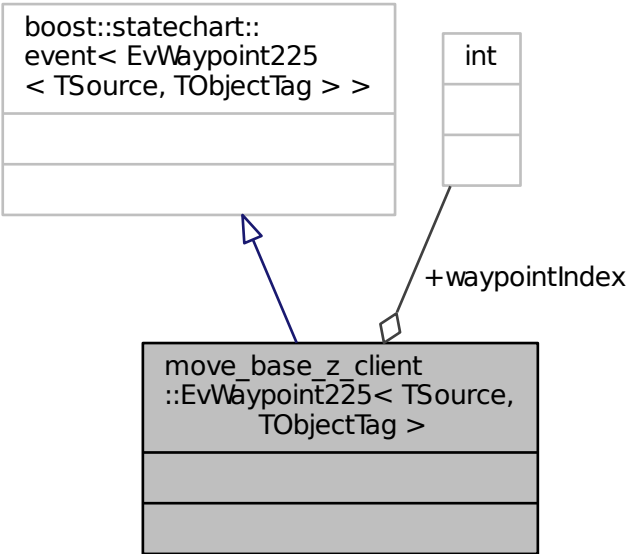 boost::statechart::
event< EvWaypoint225
< TSource, TObjectTag > >
int
+waypointIndex
move_base_z_client
::EvWaypoint225< TSource,
TObjectTag >